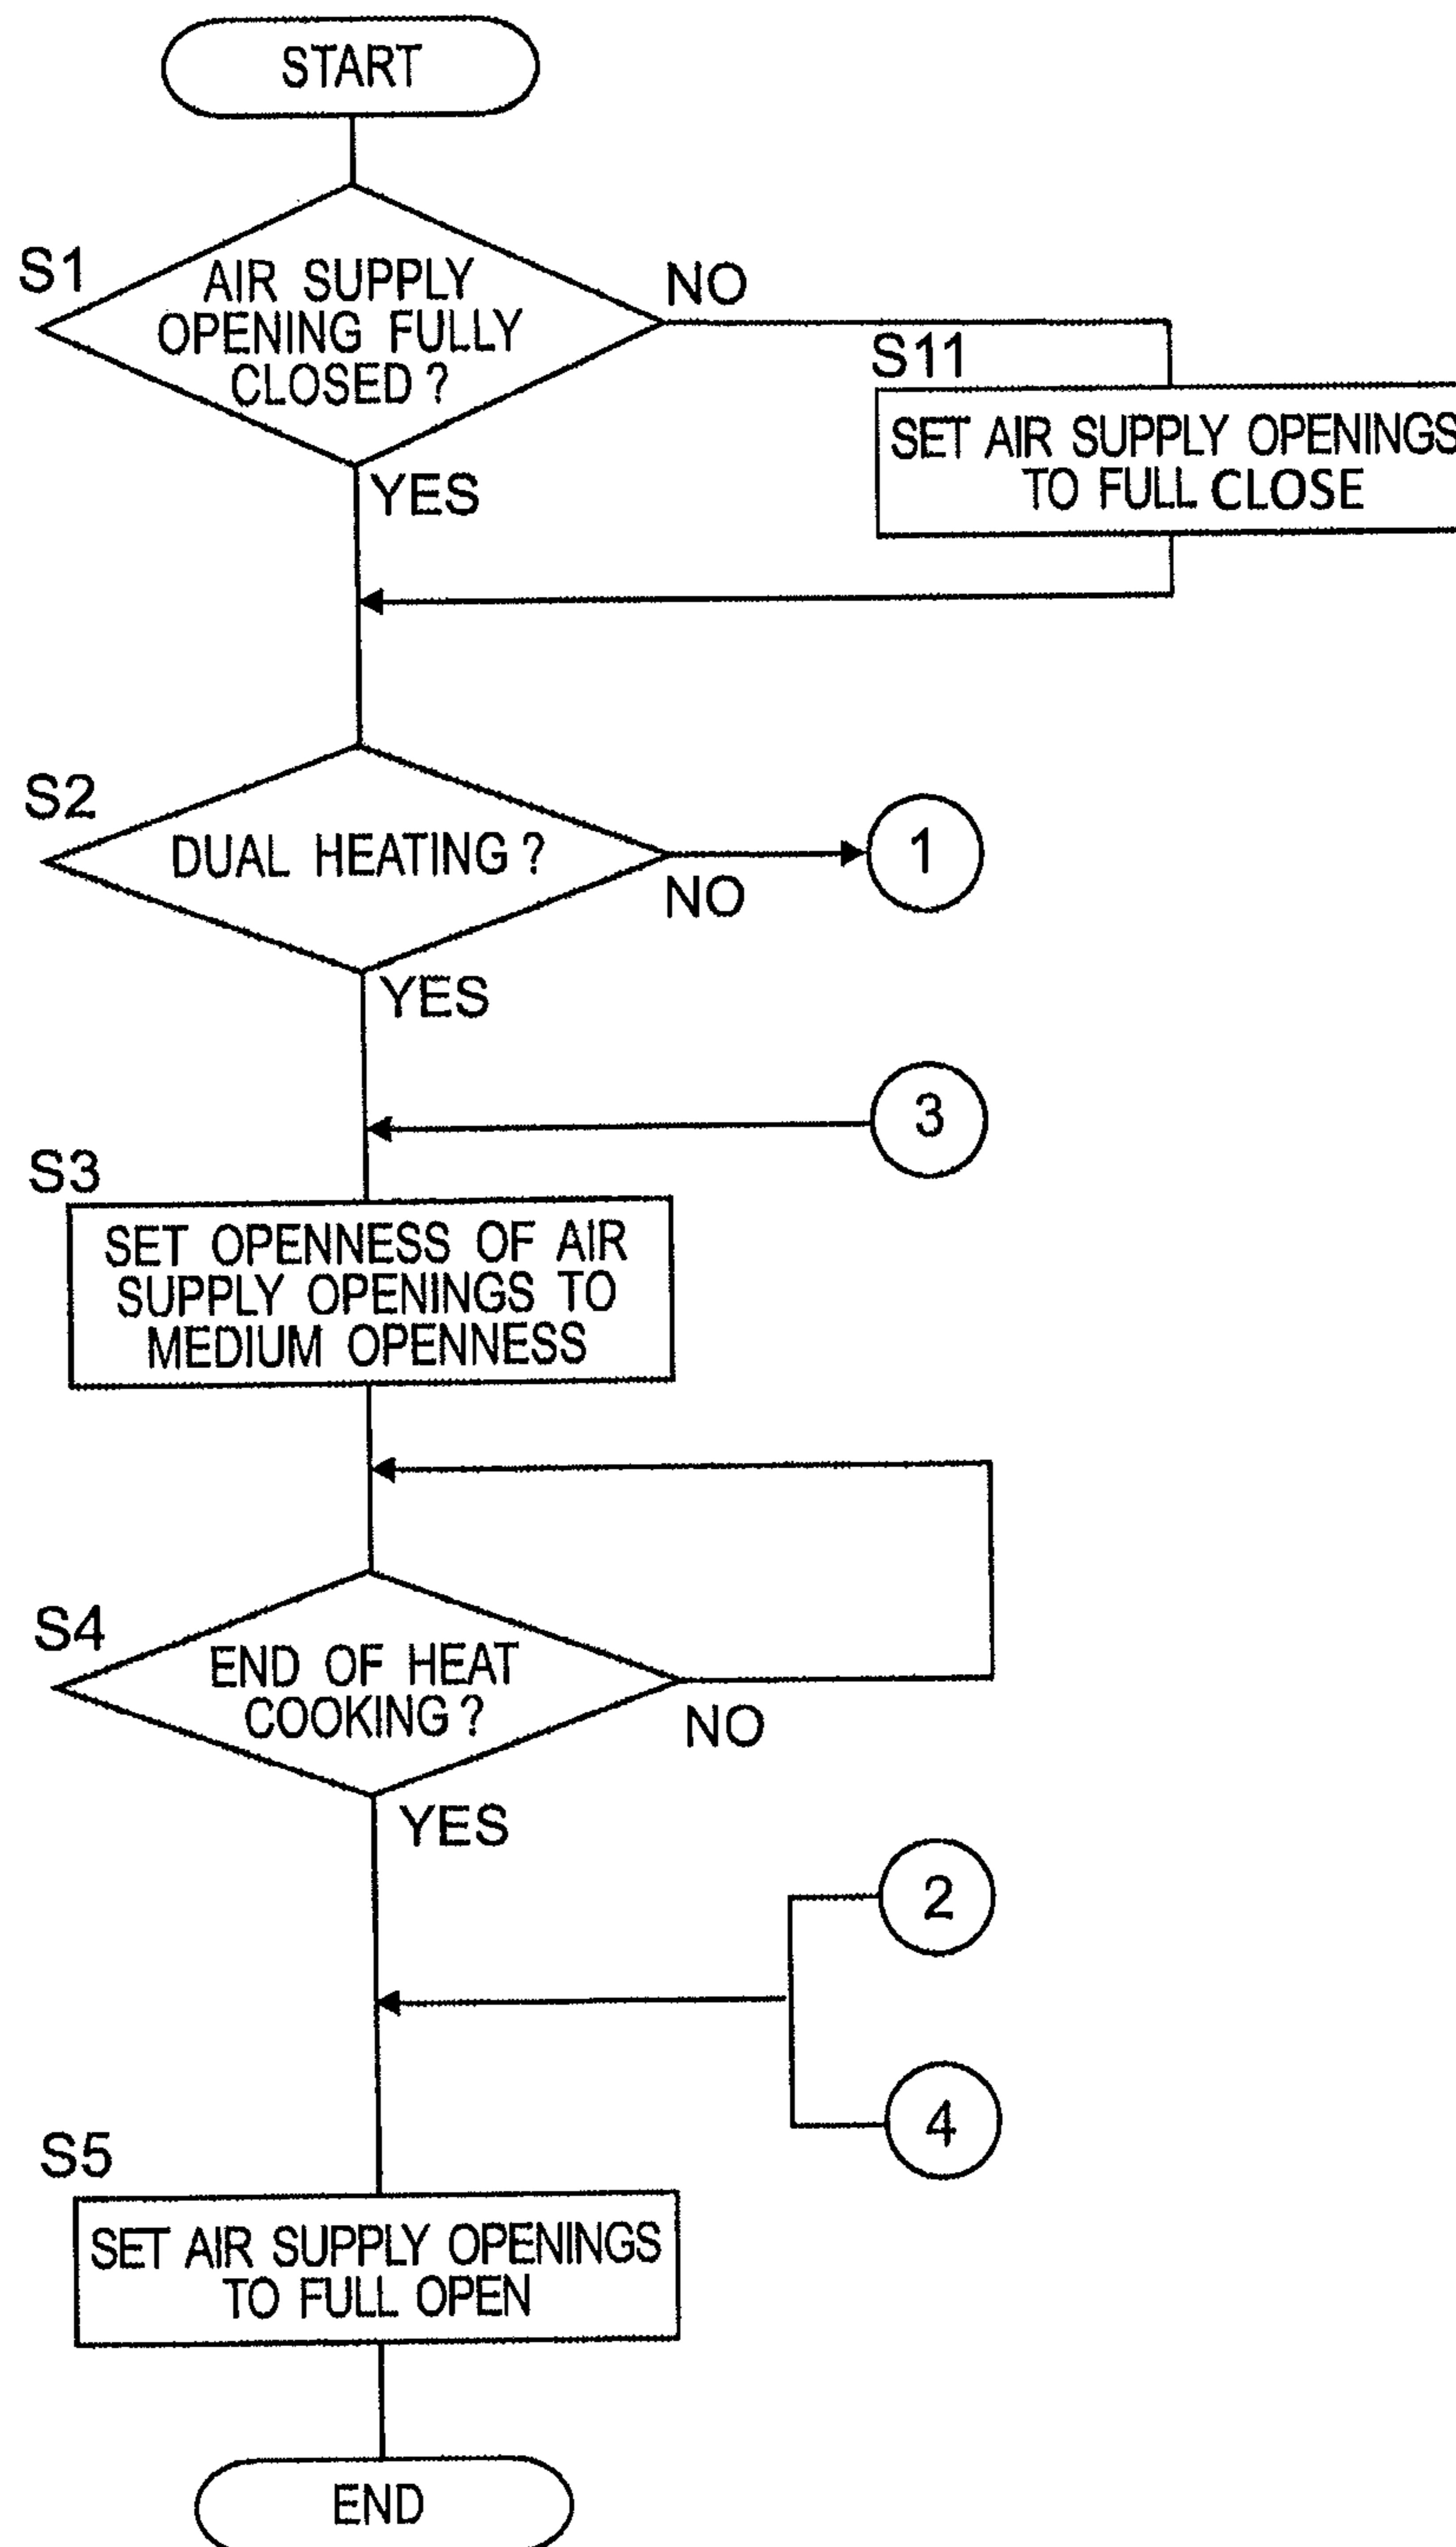 START
S1
AIR SUPPLY
OPENING FULLY
CLOSED ?
NO
YES
S11
SET AIR SUPPLY OPENINGS
TO FULL CLOSE
S2
DUAL HEATING ?
NO
1
YES
3
S3
SET OPENNESS OF AIR
SUPPLY OPENINGS TO
MEDIUM OPENNESS
S4
END OF HEAT
COOKING ?
NO
YES
2
4
S5
SET AIR SUPPLY OPENINGS
TO FULL OPEN
END